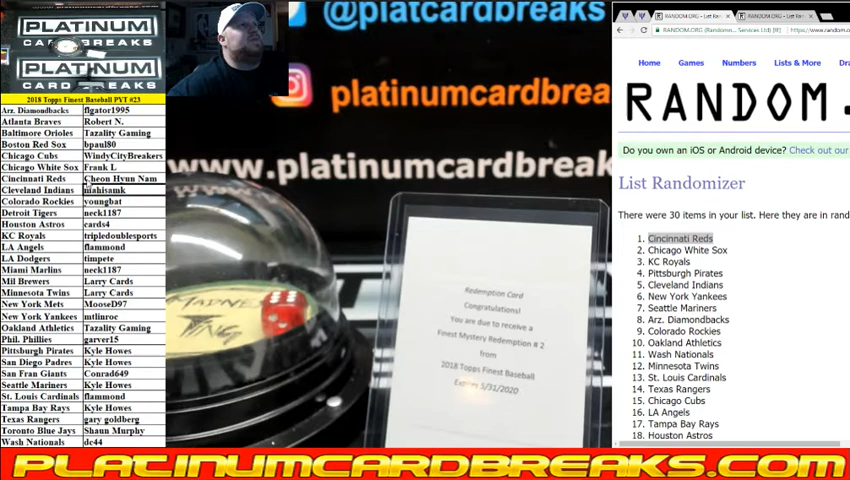 PLATINUM
CARD BREAKS
PLATINUM
CARD BREAKS
2018 Topps Finest Baseball PYT #23
Arz. Diamondbacks flgator1995
Atlanta Braves Robert N.
Baltimore Orioles Tazality Gaming
Boston Red Sox bpaul80
Chicago Cubs WindyCityBreakers
Chicago White Sox Frank L
Cincinnati Reds Cheon Hyun Nam
Cleveland Indians mahisamk
Colorado Rockies youngbat
Detroit Tigers neck1187
Houston Astros cards4
KC Royals tripledoublesports
LA Angels flammond
LA Dodgers timpete
Miami Marlins neck1187
Mil Brewers Larry Cards
Minnesota Twins Larry Cards
New York Mets MooseD97
New York Yankees mtlinroc
Oakland Athletics Tazality Gaming
Phil. Phillies garver15
Pittsburgh Pirates Kyle Howes
San Diego Padres Kyle Howes
San Fran Giants Conrad649
Seattle Mariners Kyle Howes
St. Louis Cardinals flammond
Tampa Bay Rays Kyle Howes
Texas Rangers gary goldberg
Toronto Blue Jays Shaun Murphy
Wash Nationals dc44
@platcardbreaks
platinumcardbrea
www.platinumcardbreak
MADNESS
TING
Redemption Card
Congratulations!
You are due to receive a
Finest Mystery Redemption # 2
from
2018 Topps Finest Baseball
Expires 5/31/2020
RANDOM.ORG - List Ran
RANDOM.ORG - List Ran
Home Games Numbers Lists & More Dra
RANDOM.
Do you own an iOS or Android device? Check out our
List Randomizer
There were 30 items in your list. Here they are in rand
1. Cincinnati Reds
2. Chicago White Sox
3. KC Royals
4. Pittsburgh Pirates
5. Cleveland Indians
6. New York Yankees
7. Seattle Mariners
8. Arz. Diamondbacks
9. Colorado Rockies
10. Oakland Athletics
11. Wash Nationals
12. Minnesota Twins
13. St. Louis Cardinals
14. Texas Rangers
15. Chicago Cubs
16. LA Angels
17. Tampa Bay Rays
18. Houston Astros
PLATINUMCARDBREAKS.COM